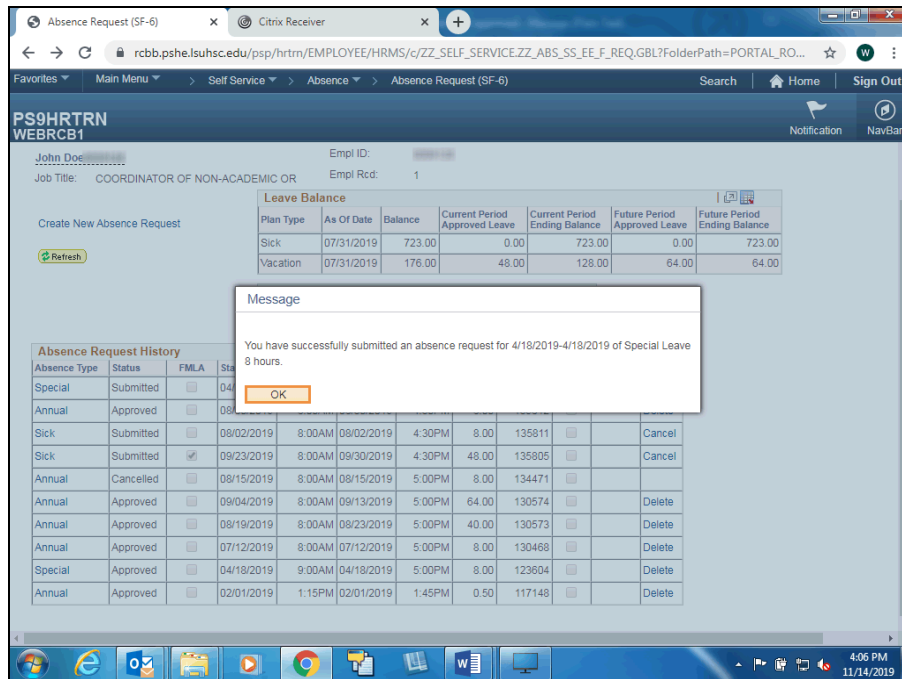 Absence Request (SF-6)
Citrix Receiver
rcbb.pshe.lsuhsc.edu/psp/hrtrn/EMPLOYEE/HRMS/c/ZZ_SELF_SERVICE.ZZ_ABS_SS_EE_F_REQ.GBL?FolderPath=PORTAL_RO...
W
Favorites Main Menu > Self Service > Absence > Absence Request (SF-6) Search Home Sign Out
PS9HRTRN
WEBRCB1
Notification NavBar
John Doe Empl ID:
Job Title: COORDINATOR OF NON-ACADEMIC OR Empl Rcd: 1
Leave Balance
Create New Absence Request
Refresh
Plan Type As Of Date Balance Current Period Approved Leave Current Period Ending Balance Future Period Approved Leave Future Period Ending Balance
Sick 07/31/2019 723.00 0.00 723.00 0.00 723.00
Vacation 07/31/2019 176.00 48.00 128.00 64.00 64.00
Message
You have successfully submitted an absence request for 4/18/2019-4/18/2019 of Special Leave
8 hours.
OK
Absence Request History
Absence Type Status FMLA Sta
Special Submitted 04/
Annual Approved 08/
Sick Submitted 08/02/2019 8:00AM 08/02/2019 4:30PM 8.00 135811 Cancel
Sick Submitted 09/23/2019 8:00AM 09/30/2019 4:30PM 48.00 135805 Cancel
Annual Cancelled 08/15/2019 8:00AM 08/15/2019 5:00PM 8.00 134471
Annual Approved 09/04/2019 8:00AM 09/13/2019 5:00PM 64.00 130574 Delete
Annual Approved 08/19/2019 8:00AM 08/23/2019 5:00PM 40.00 130573 Delete
Annual Approved 07/12/2019 8:00AM 07/12/2019 5:00PM 8.00 130468 Delete
Special Approved 04/18/2019 9:00AM 04/18/2019 5:00PM 8.00 123604 Delete
Annual Approved 02/01/2019 1:15PM 02/01/2019 1:45PM 0.50 117148 Delete
4:06 PM
11/14/2019